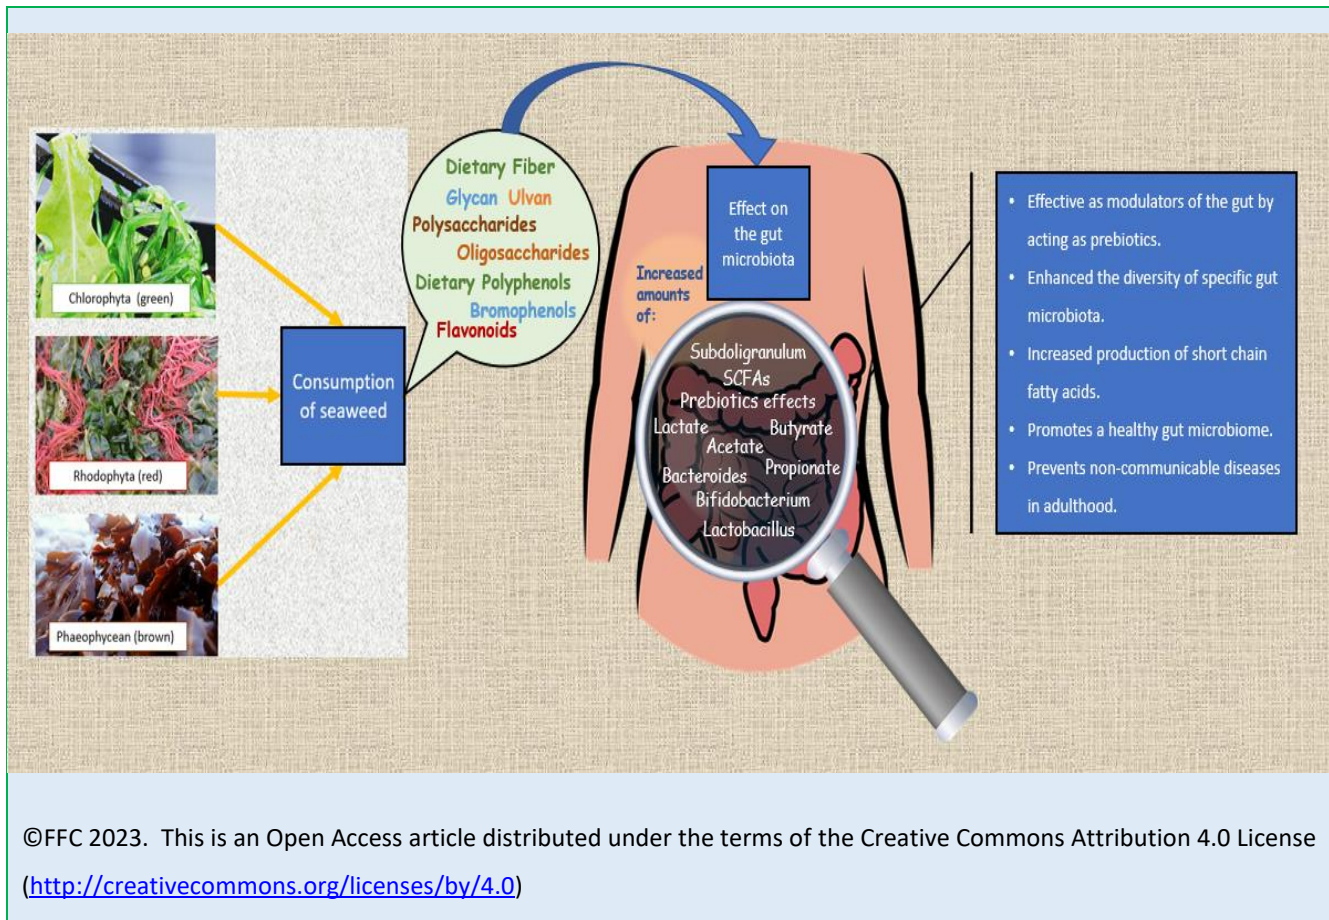 Chlorophyta (green)
Rhodophyta (red)
Phaeophycean (brown)
Consumption
of seaweed
Dietary Fiber
Glycan Ulvan
Polysaccharides
Oligosaccharides
Dietary Polyphenols
Bromophenols
Flavonoids
Effect on
the gut
microbiota
Increased
amounts
of:
Subdoligranulum
SCFAs
Prebiotics effects
Lactate Butyrate
Acetate
Bacteroides Propionate
Bifidobacterium
Lactobacillus
• Effective as modulators of the gut by
acting as prebiotics.
• Enhanced the diversity of specific gut
microbiota.
• Increased production of short chain
fatty acids.
• Promotes a healthy gut microbiome.
• Prevents non-communicable diseases
in adulthood.
©FFC 2023. This is an Open Access article distributed under the terms of the Creative Commons Attribution 4.0 License
(http://creativecommons.org/licenses/by/4.0)